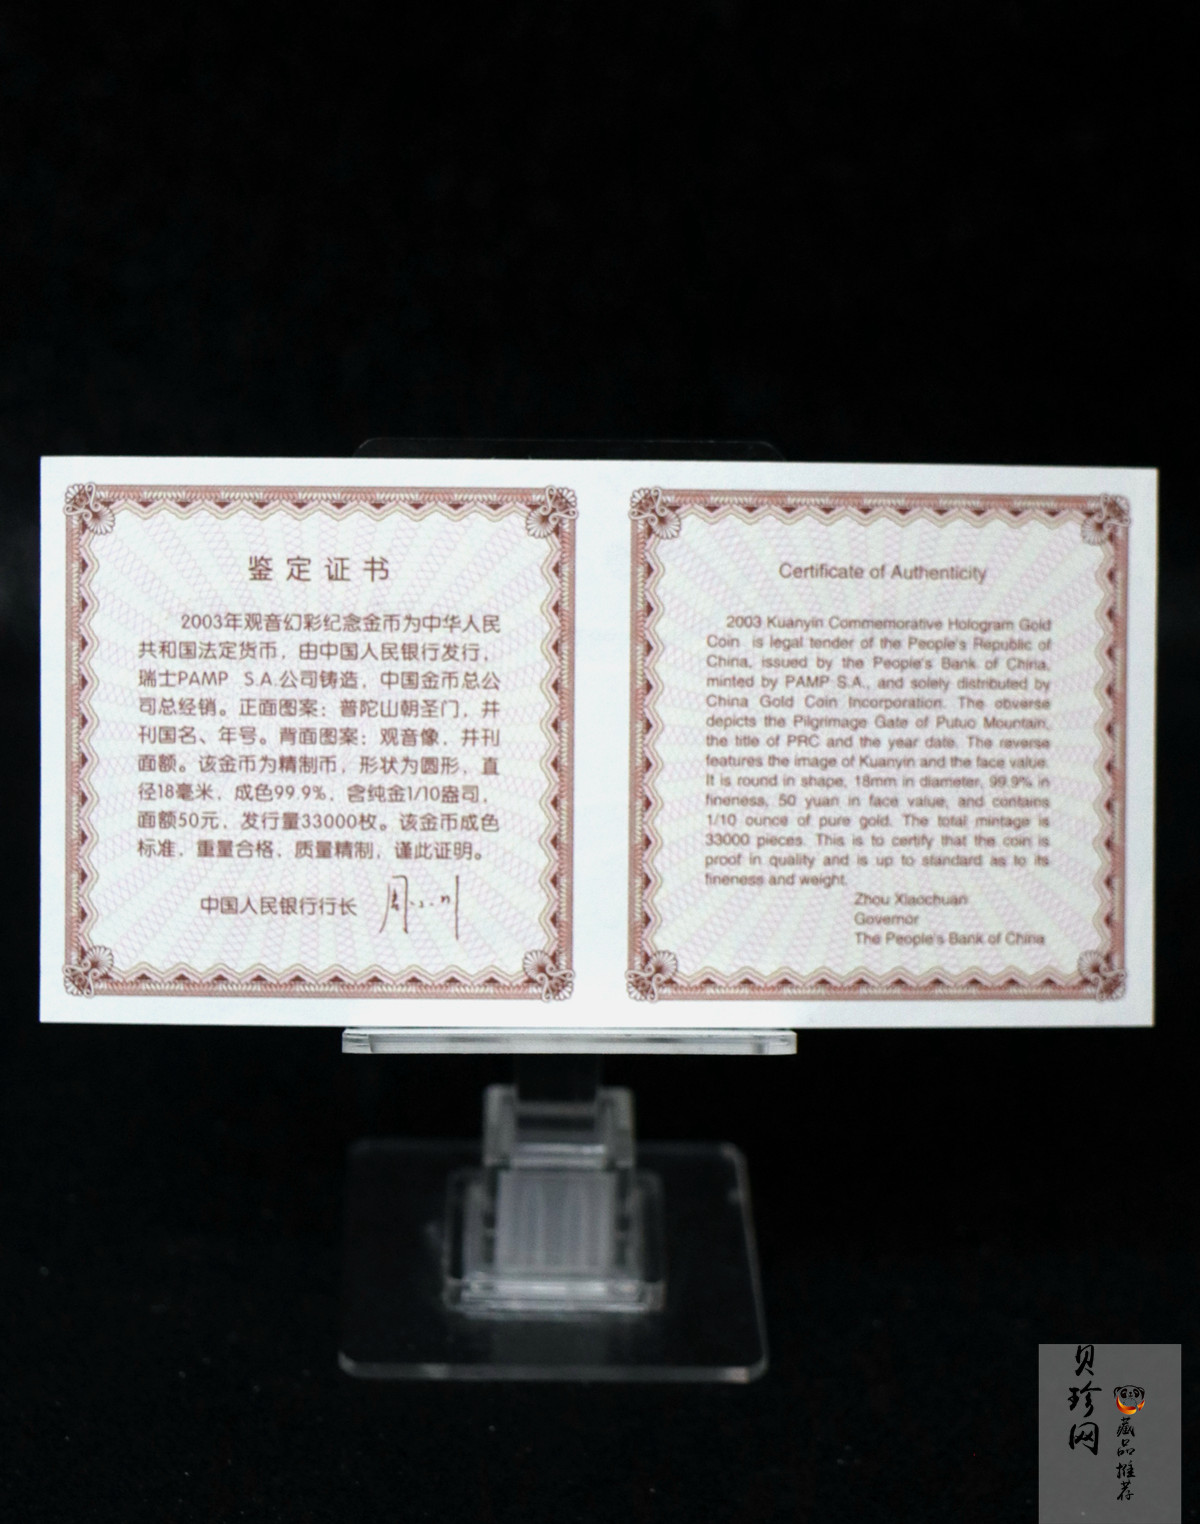 鉴定证书
2003年观音幻彩纪念金币为中华人民
共和国法定货币，由中国人民银行发行，
瑞士PAMP S.A.公司铸造，中国金币总公
司总经销。正面图案：普陀山朝圣门，并
刊国名、年号。背面图案：观音像，并刊
面额。该金币为精制币，形状为圆形，直
径18毫米，成色99.9%，含纯金1/10盎司，
面额50元，发行量33000枚。该金币成色
标准，重量合格，质量精制，谨此证明。
中国人民银行行长
Certificate of Authenticity
2003 Kuanyin Commemorative Hologram Gold
Coin is legal tender of the People's Republic of
China, issued by the People's Bank of China,
minted by PAMP S.A., and solely distributed by
China Gold Coin Incorporation. The obverse
depicts the Pilgrimage Gate of Putuo Mountain,
the title of PRC and the year date. The reverse
features the image of Kuanyin and the face value.
It is round in shape, 18mm in diameter, 99.9% in
fineness, 50 yuan in face value, and contains
1/10 ounce of pure gold. The total mintage is
33000 pieces. This is to certify that the coin is
proof in quality and is up to standard as to its
fineness and weight.
Zhou Xiaochuan
Governor
The People's Bank of China
贝珍网
藏品推荐